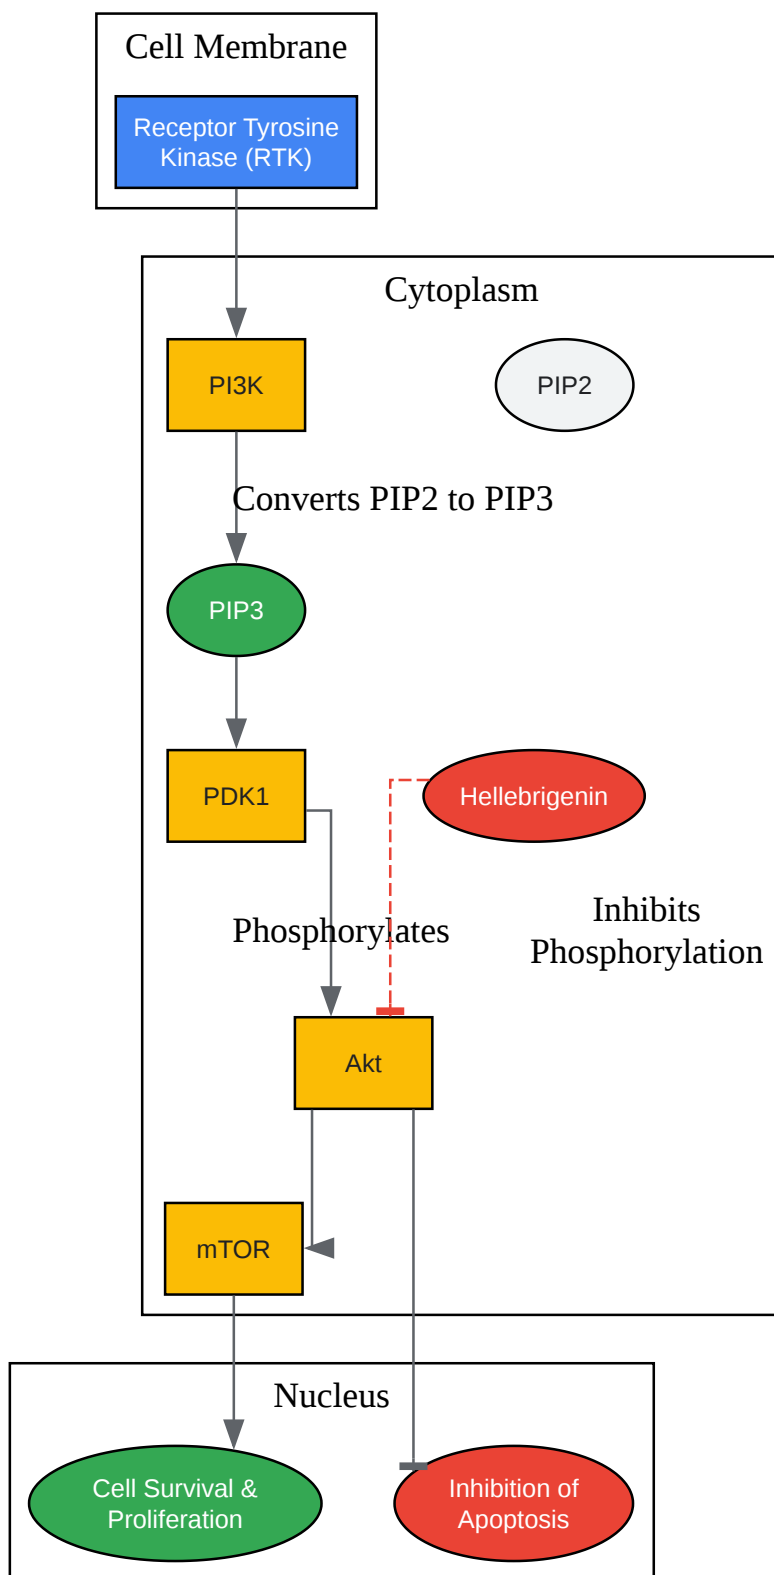 Cell Membrane
Receptor Tyrosine
Kinase (RTK)
Cytoplasm
PI3K
PIP2
Converts PIP2 to PIP3
PIP3
PDK1
Hellebrigenin
Phosphorylates
Inhibits
Phosphorylation
Akt
mTOR
Nucleus
Cell Survival &
Proliferation
Inhibition of
Apoptosis